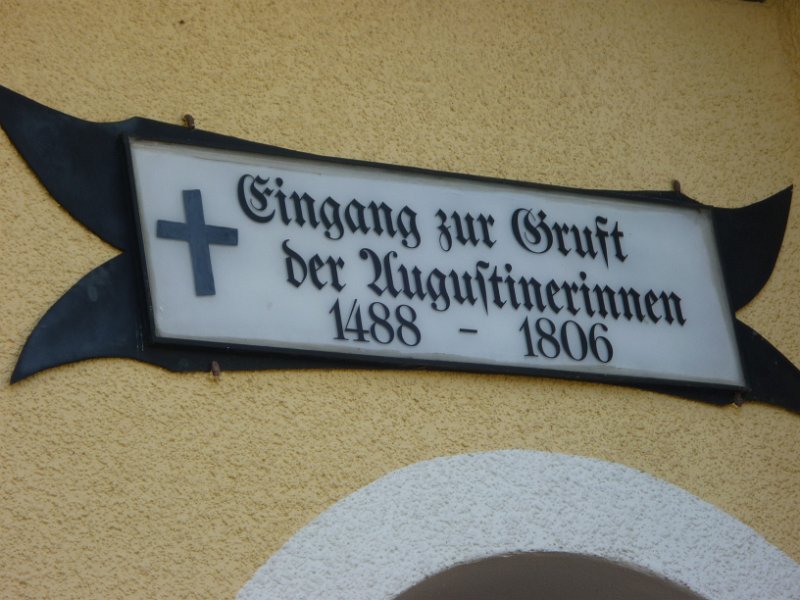 Eingang zur Gruft
der Augustinerinnen
1488 - 1806